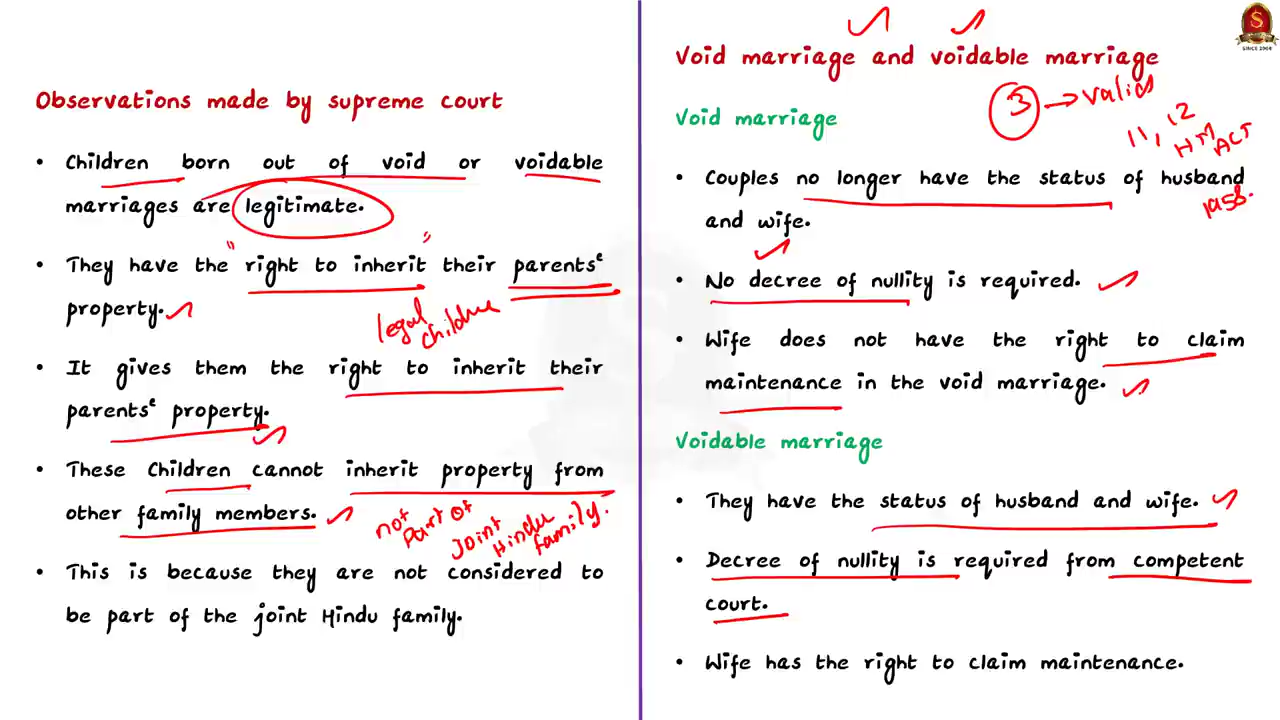 Observations made by supreme court
• Children born out of void or voidable
marriages are legitimate.
• They have the "right to inherit" their parents'
property.
legal
children
• It gives them the right to inherit their
parents' property.
• These Children cannot inherit property from
other family members.
not
part of
joint
Hindu
family.
• This is because they are not considered to
be part of the joint Hindu family.
Void marriage and voidable marriage
3 → valid
11, 12
HM ACT
1955.
Void marriage
• Couples no longer have the status of husband
and wife.
• No decree of nullity is required.
• Wife does not have the right to claim
maintenance in the void marriage.
Voidable marriage
• They have the status of husband and wife.
• Decree of nullity is required from competent
court.
• Wife has the right to claim maintenance.
S
SINCE 2004